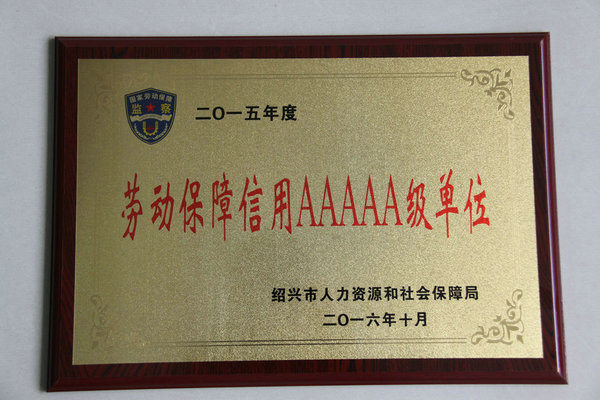 国家劳动保障
监察
二〇一五年度
劳动保障信用AAAAA级单位
绍兴市人力资源和社会保障局
二〇一六年十月